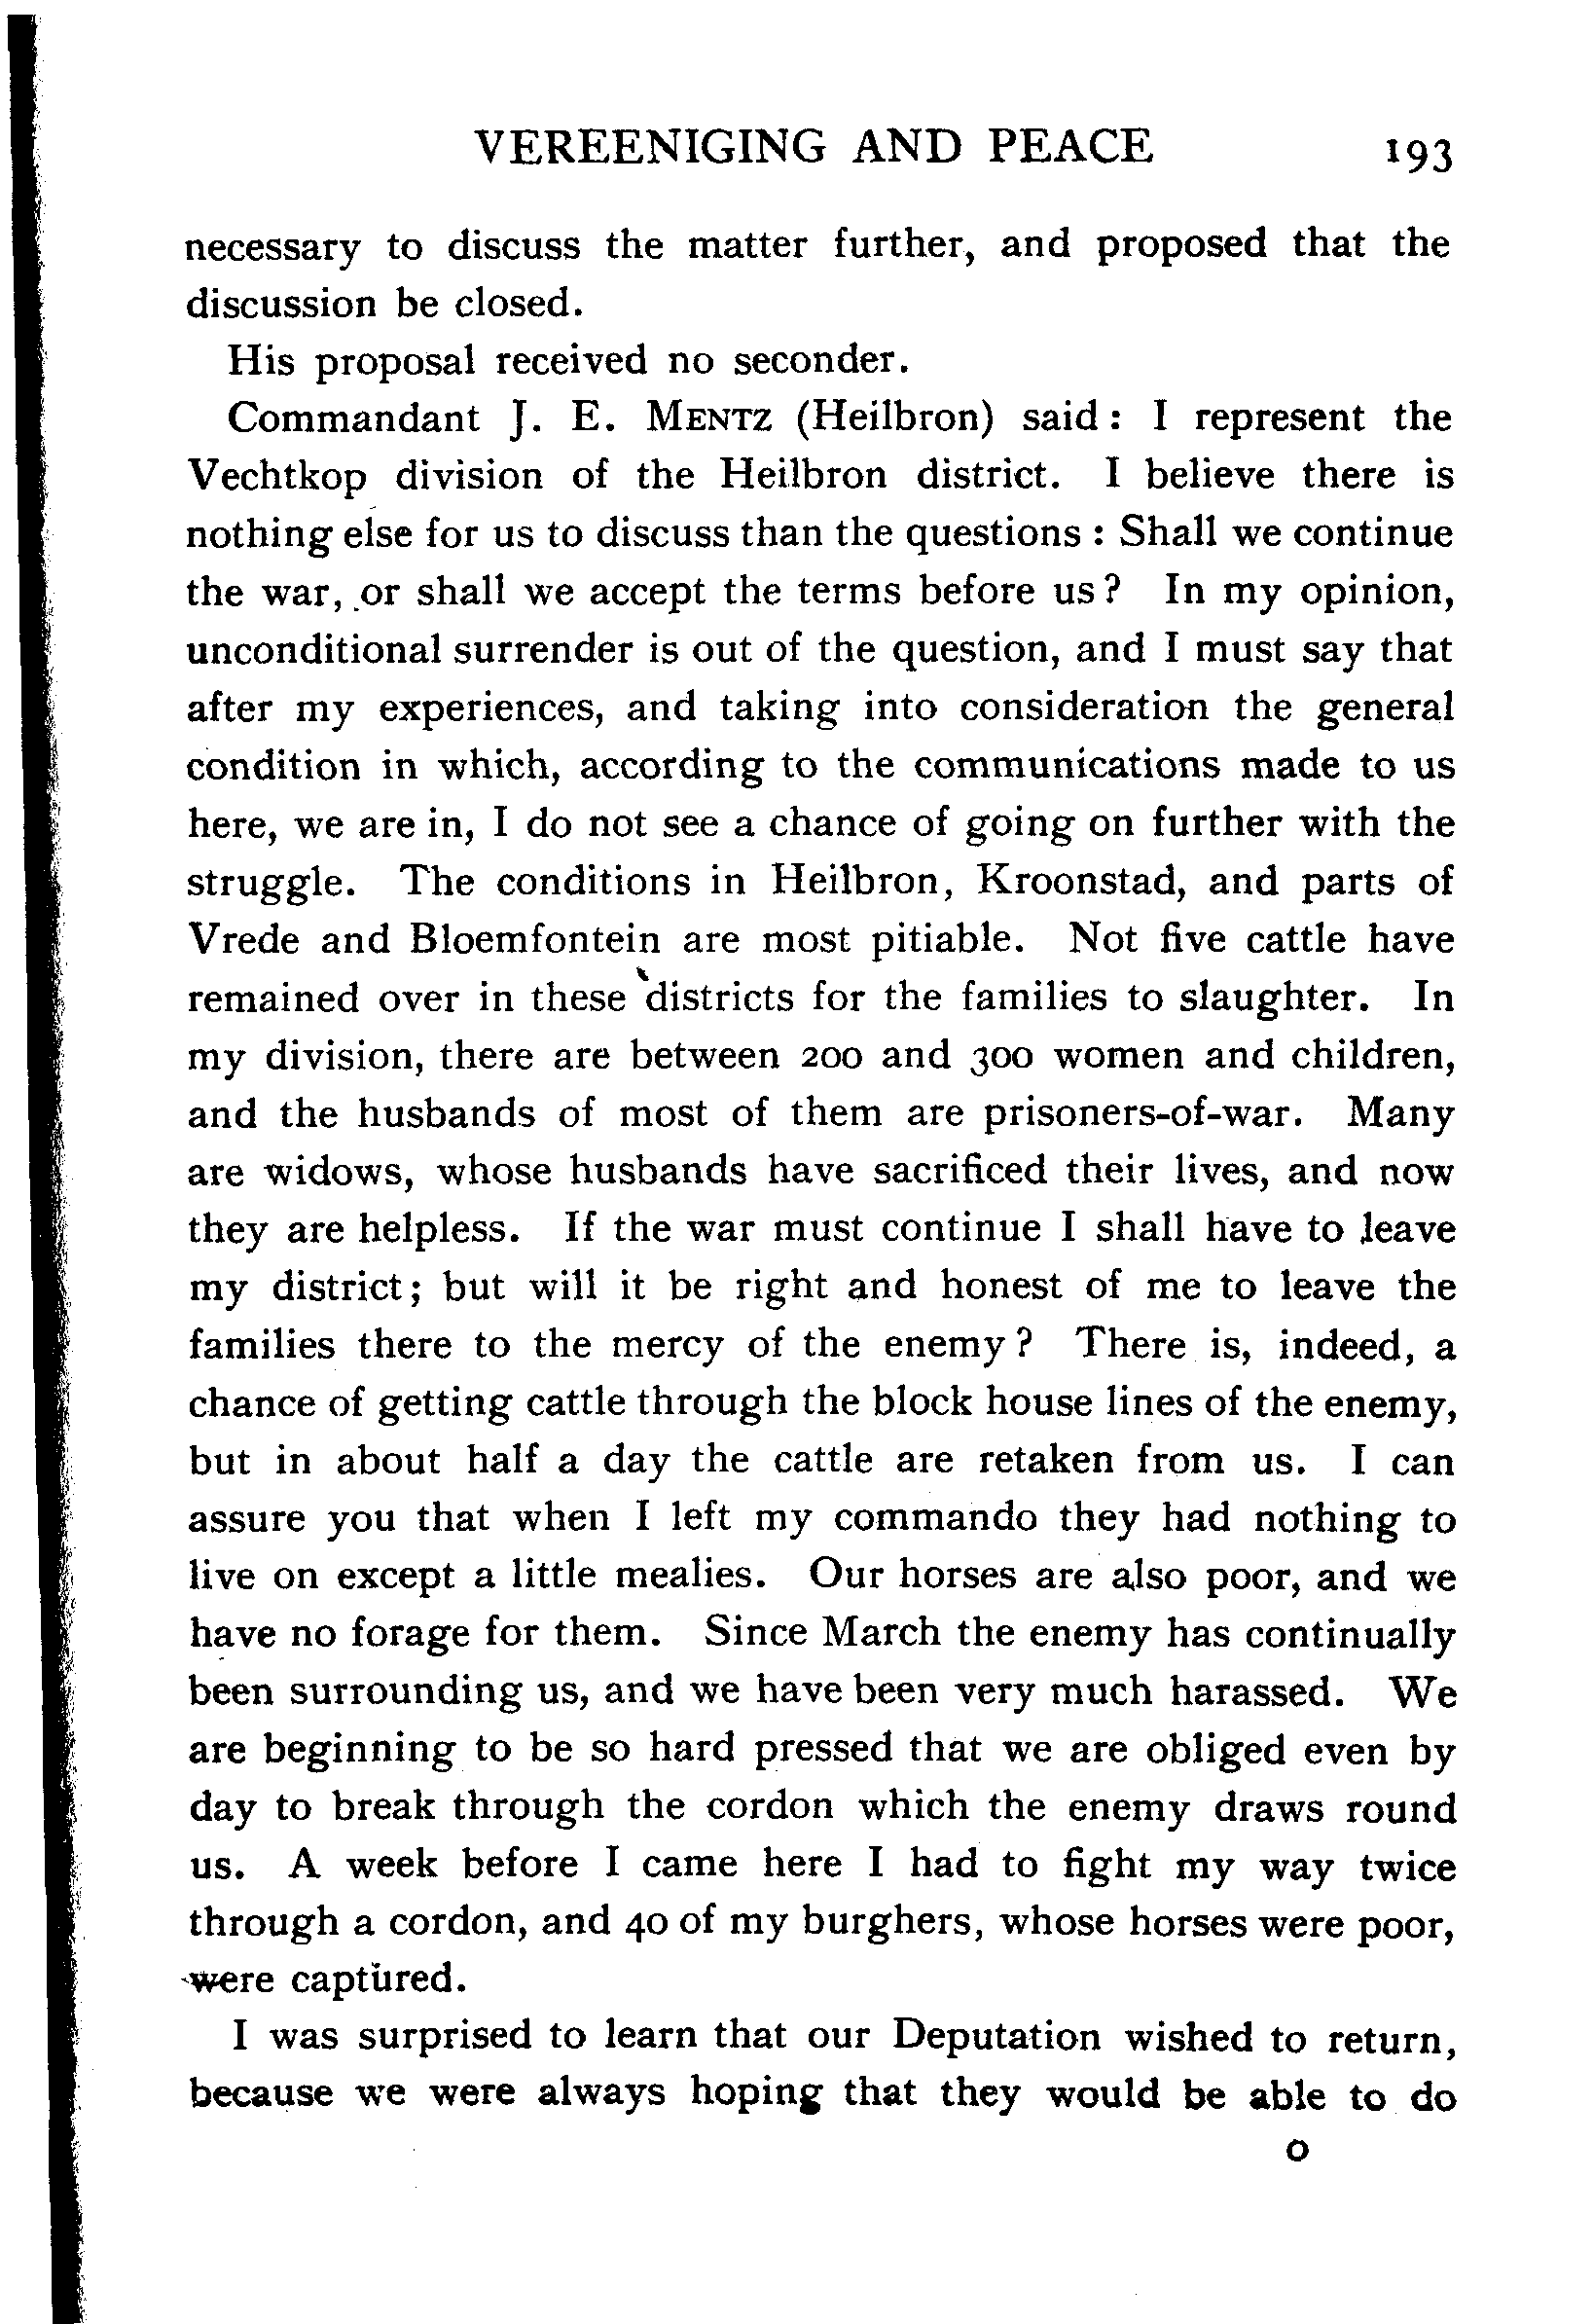 VEREENIGING AND PEACE 193
necessary to discuss the matter further, and proposed that the
discussion be closed.
His proposal received no seconder.
Commandant J. E. MENTZ (Heilbron) said: I represent the
Vechtkop division of the Heilbron district. I believe there is
nothing else for us to discuss than the questions: Shall we continue
the war, or shall we accept the terms before us? In my opinion,
unconditional surrender is out of the question, and I must say that
after my experiences, and taking into consideration the general
condition in which, according to the communications made to us
here, we are in, I do not see a chance of going on further with the
struggle. The conditions in Heilbron, Kroonstad, and parts of
Vrede and Bloemfontein are most pitiable. Not five cattle have
remained over in these districts for the families to slaughter. In
my division, there are between 200 and 300 women and children,
and the husbands of most of them are prisoners-of-war. Many
are widows, whose husbands have sacrificed their lives, and now
they are helpless. If the war must continue I shall have to leave
my district; but will it be right and honest of me to leave the
families there to the mercy of the enemy? There is, indeed, a
chance of getting cattle through the block house lines of the enemy,
but in about half a day the cattle are retaken from us. I can
assure you that when I left my commando they had nothing to
live on except a little mealies. Our horses are also poor, and we
have no forage for them. Since March the enemy has continually
been surrounding us, and we have been very much harassed. We
are beginning to be so hard pressed that we are obliged even by
day to break through the cordon which the enemy draws round
us. A week before I came here I had to fight my way twice
through a cordon, and 40 of my burghers, whose horses were poor,
were captured.
I was surprised to learn that our Deputation wished to return,
because we were always hoping that they would be able to do
O